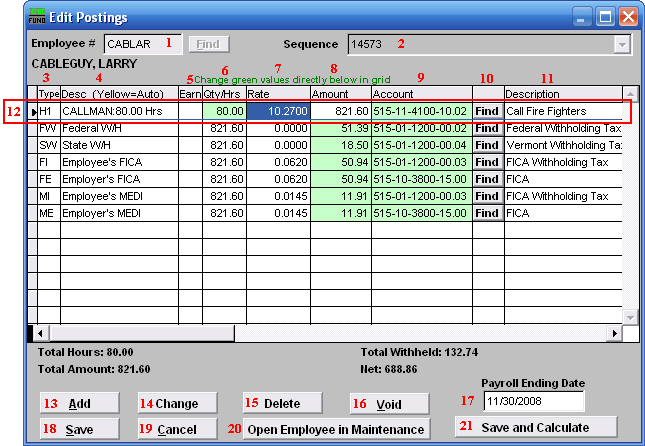 FUND Edit Postings
Employee # CABLAR 1 Find Sequence 14573 2
CABLEGUY, LARRY
3 4 5 6 7 8 9 10 11
Change green values directly below in grid
Type Desc (Yellow=Auto) Earn Qty/Hrs Rate Amount Account Description
12 H1 CALLMAN:80.00 Hrs 80.00 10.2700 821.60 515-11-4100-10.02 Find Call Fire Fighters
FW Federal W/H 821.60 0.0000 51.39 515-01-1200-00.02 Find Federal Withholding Tax
SW State W/H 821.60 0.0000 18.50 515-01-1200-00.04 Find Vermont Withholding Tax
FI Employee's FICA 821.60 0.0620 50.94 515-01-1200-00.03 Find FICA Withholding Tax
FE Employer's FICA 821.60 0.0620 50.94 515-10-3800-15.00 Find FICA
MI Employee's MEDI 821.60 0.0145 11.91 515-01-1200-00.03 Find FICA Withholding Tax
ME Employer's MEDI 821.60 0.0145 11.91 515-10-3800-15.00 Find FICA
Total Hours: 80.00 Total Withheld: 132.74
Total Amount: 821.60 Net: 688.86
Payroll Ending Date
13 Add 14 Change 15 Delete 16 Void 17 11/30/2008
18 Save 19 Cancel 20 Open Employee in Maintenance 21 Save and Calculate